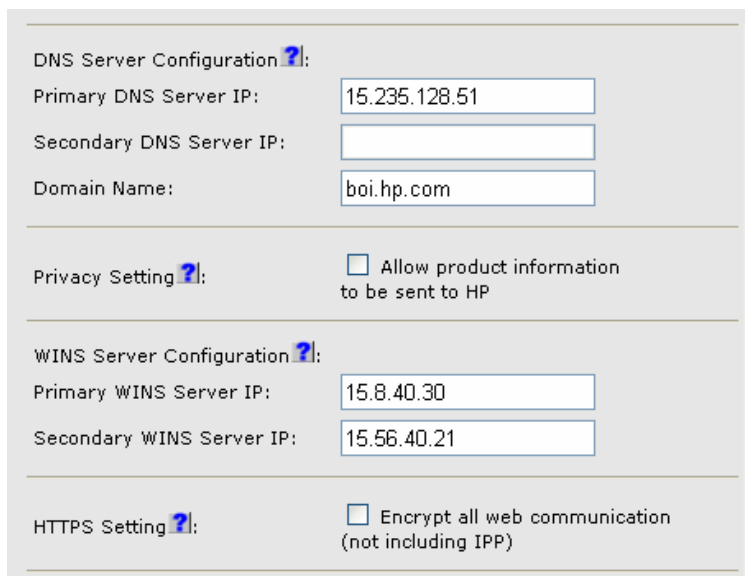 DNS Server Configuration?:
Primary DNS Server IP: 15.235.128.51
Secondary DNS Server IP:
Domain Name: boi.hp.com
Privacy Setting?: Allow product information
to be sent to HP
WINS Server Configuration?:
Primary WINS Server IP: 15.8.40.30
Secondary WINS Server IP: 15.56.40.21
HTTPS Setting?: Encrypt all web communication
(not including IPP)